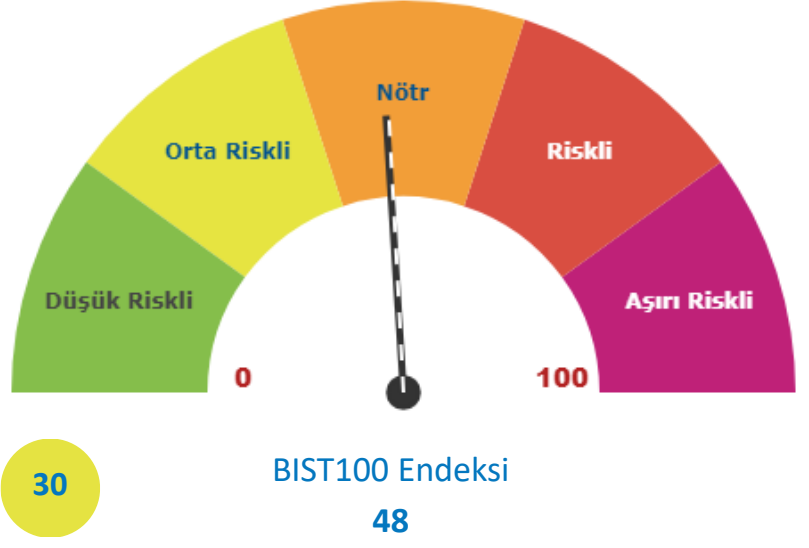 Nötr
Orta Riskli
Riskli
Düşük Riskli
Aşırı Riskli
0
100
30
BIST100 Endeksi
48